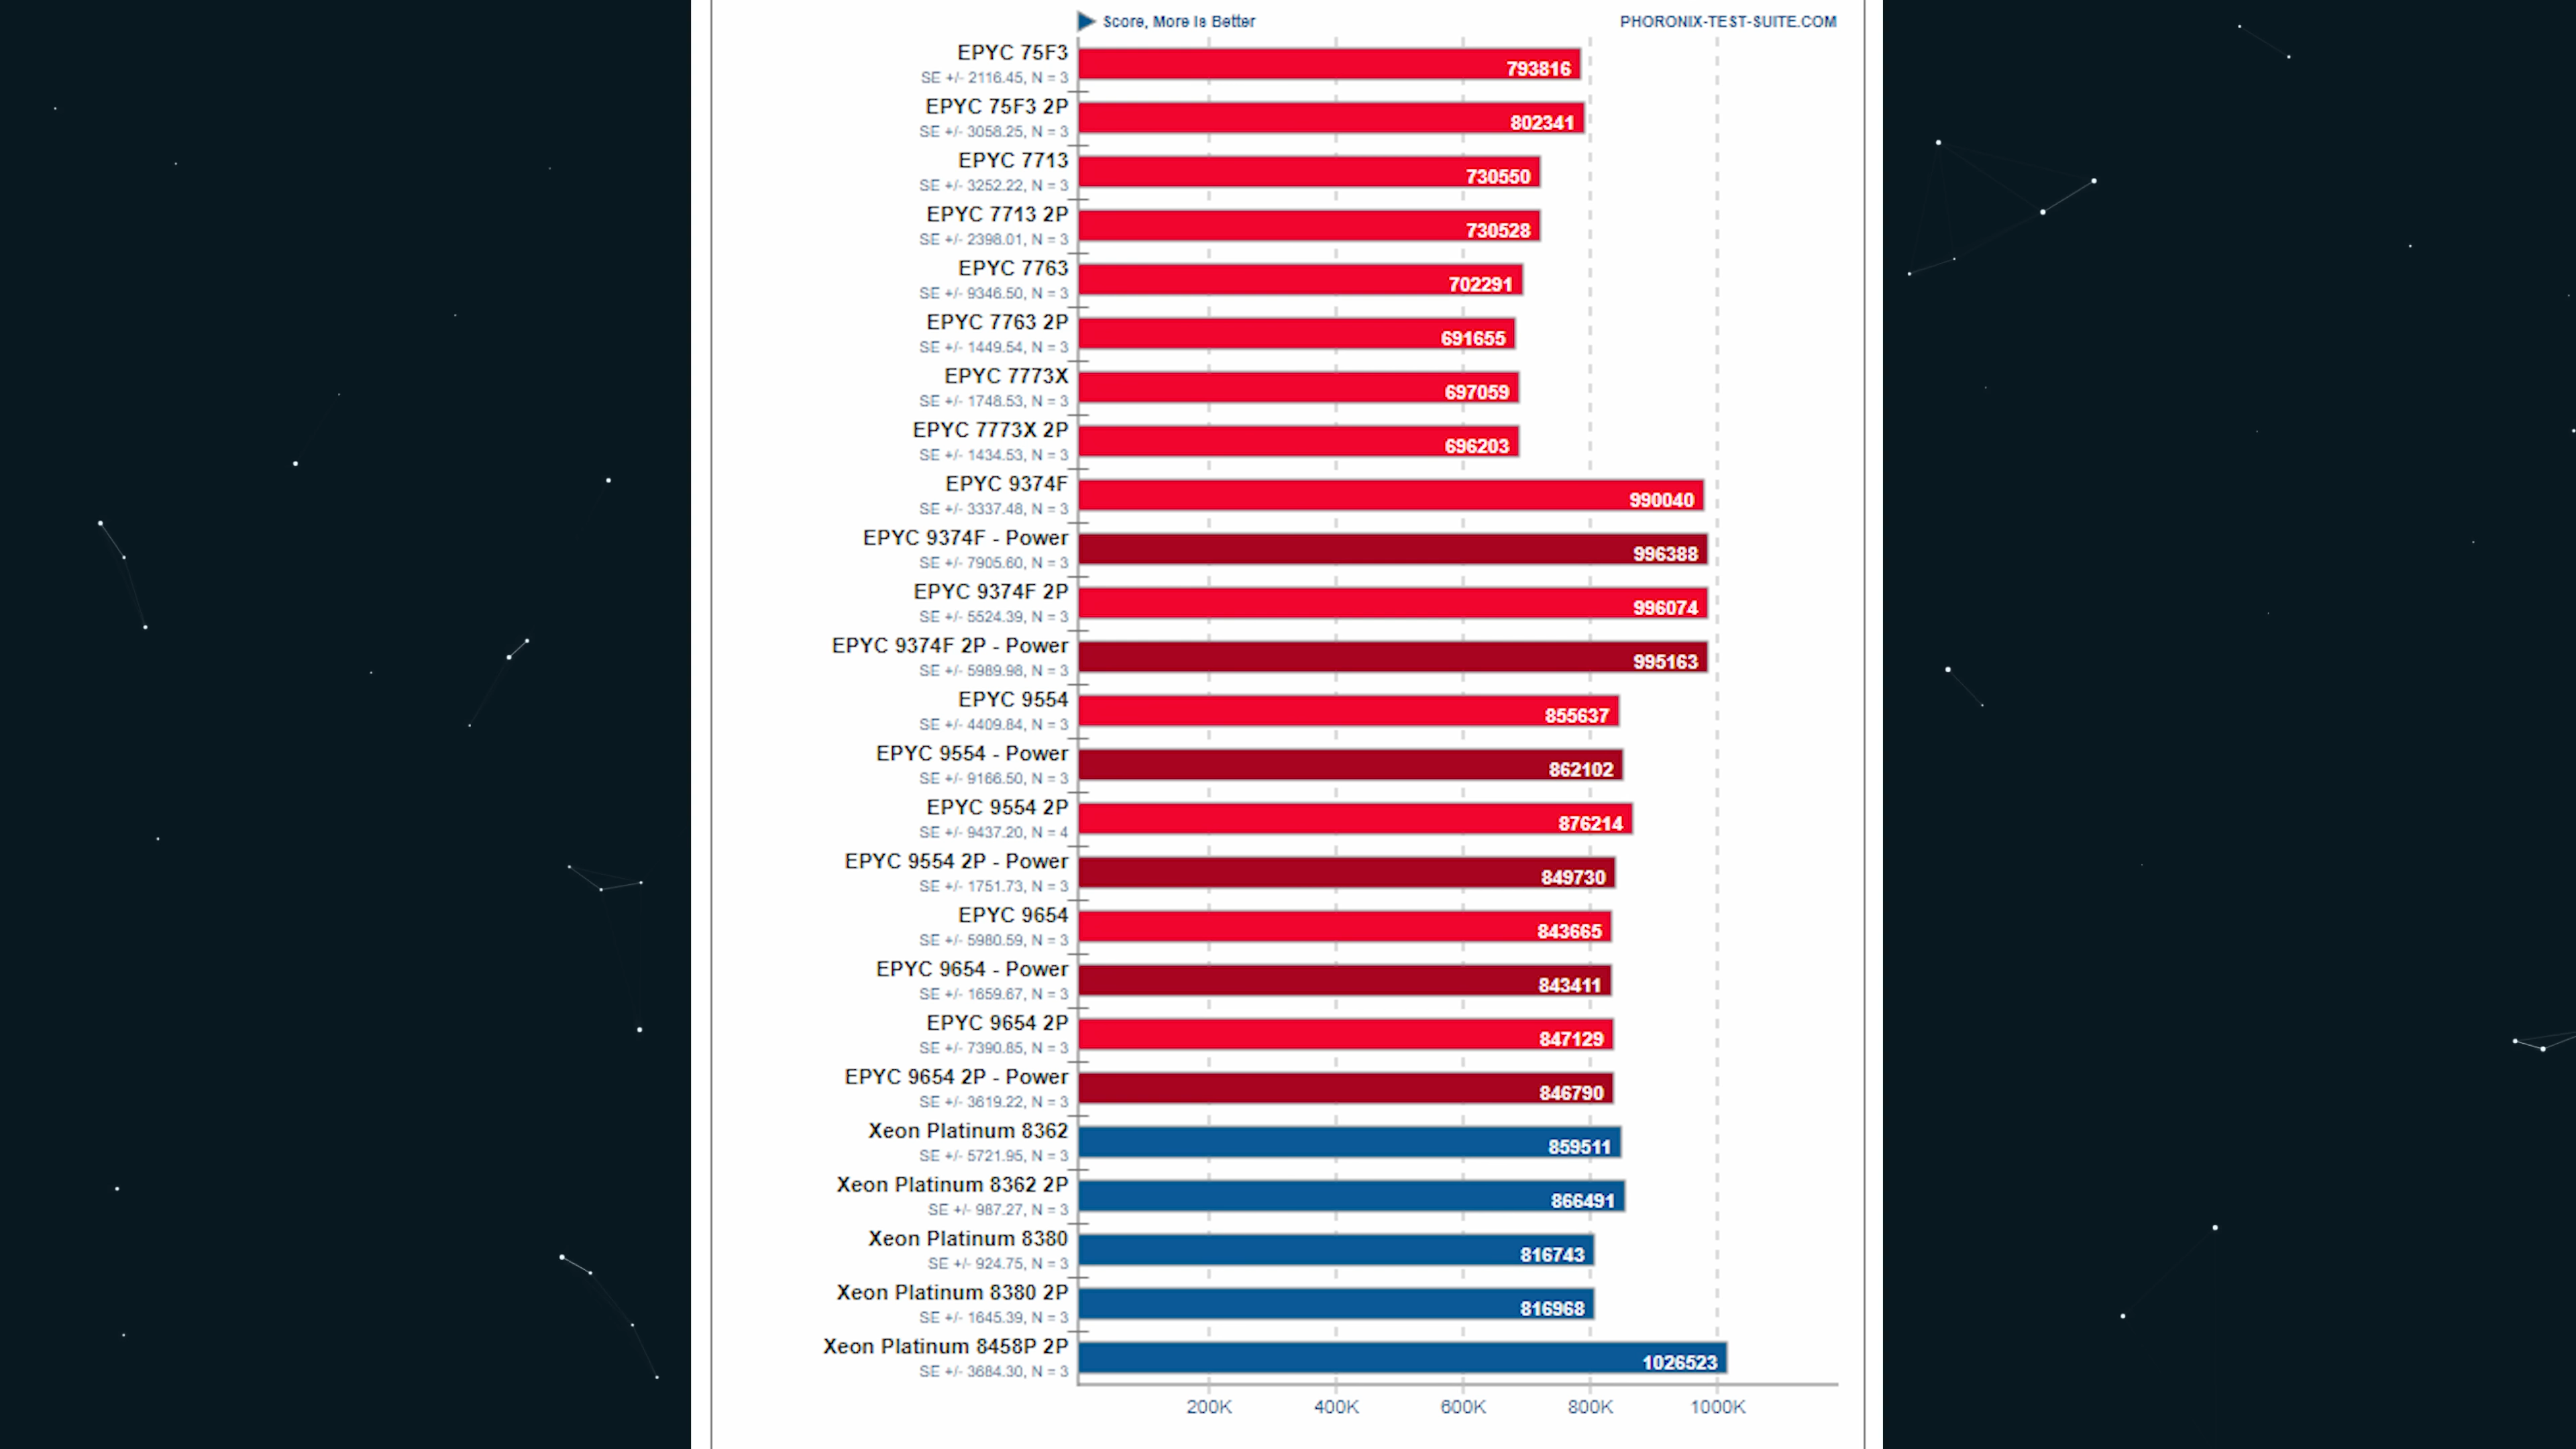 Score, More Is Better PHORONIX-TEST-SUITE.COM
EPYC 75F3
SE +/- 2116.45, N = 3
793816
EPYC 75F3 2P
SE +/- 3058.25, N = 3
802341
EPYC 7713
SE +/- 3252.22, N = 3
730550
EPYC 7713 2P
SE +/- 2398.01, N = 3
730528
EPYC 7763
SE +/- 9346.50, N = 3
702291
EPYC 7763 2P
SE +/- 1449.54, N = 3
691655
EPYC 7773X
SE +/- 1748.53, N = 3
697059
EPYC 7773X 2P
SE +/- 1434.53, N = 3
696203
EPYC 9374F
SE +/- 3337.48, N = 3
990040
EPYC 9374F - Power
SE +/- 7905.60, N = 3
996388
EPYC 9374F 2P
SE +/- 5524.39, N = 3
996074
EPYC 9374F 2P - Power
SE +/- 5989.98, N = 3
995163
EPYC 9554
SE +/- 4409.84, N = 3
855637
EPYC 9554 - Power
SE +/- 9166.50, N = 3
862102
EPYC 9554 2P
SE +/- 9437.20, N = 4
876214
EPYC 9554 2P - Power
SE +/- 1751.73, N = 3
849730
EPYC 9654
SE +/- 5980.59, N = 3
843665
EPYC 9654 - Power
SE +/- 1659.67, N = 3
843411
EPYC 9654 2P
SE +/- 7390.85, N = 3
847129
EPYC 9654 2P - Power
SE +/- 3619.22, N = 3
846790
Xeon Platinum 8362
SE +/- 5721.95, N = 3
859511
Xeon Platinum 8362 2P
SE +/- 987.27, N = 3
866491
Xeon Platinum 8380
SE +/- 924.75, N = 3
816743
Xeon Platinum 8380 2P
SE +/- 1645.39, N = 3
816968
Xeon Platinum 8458P 2P
SE +/- 3684.30, N = 3
1026523
200K 400K 600K 800K 1000K